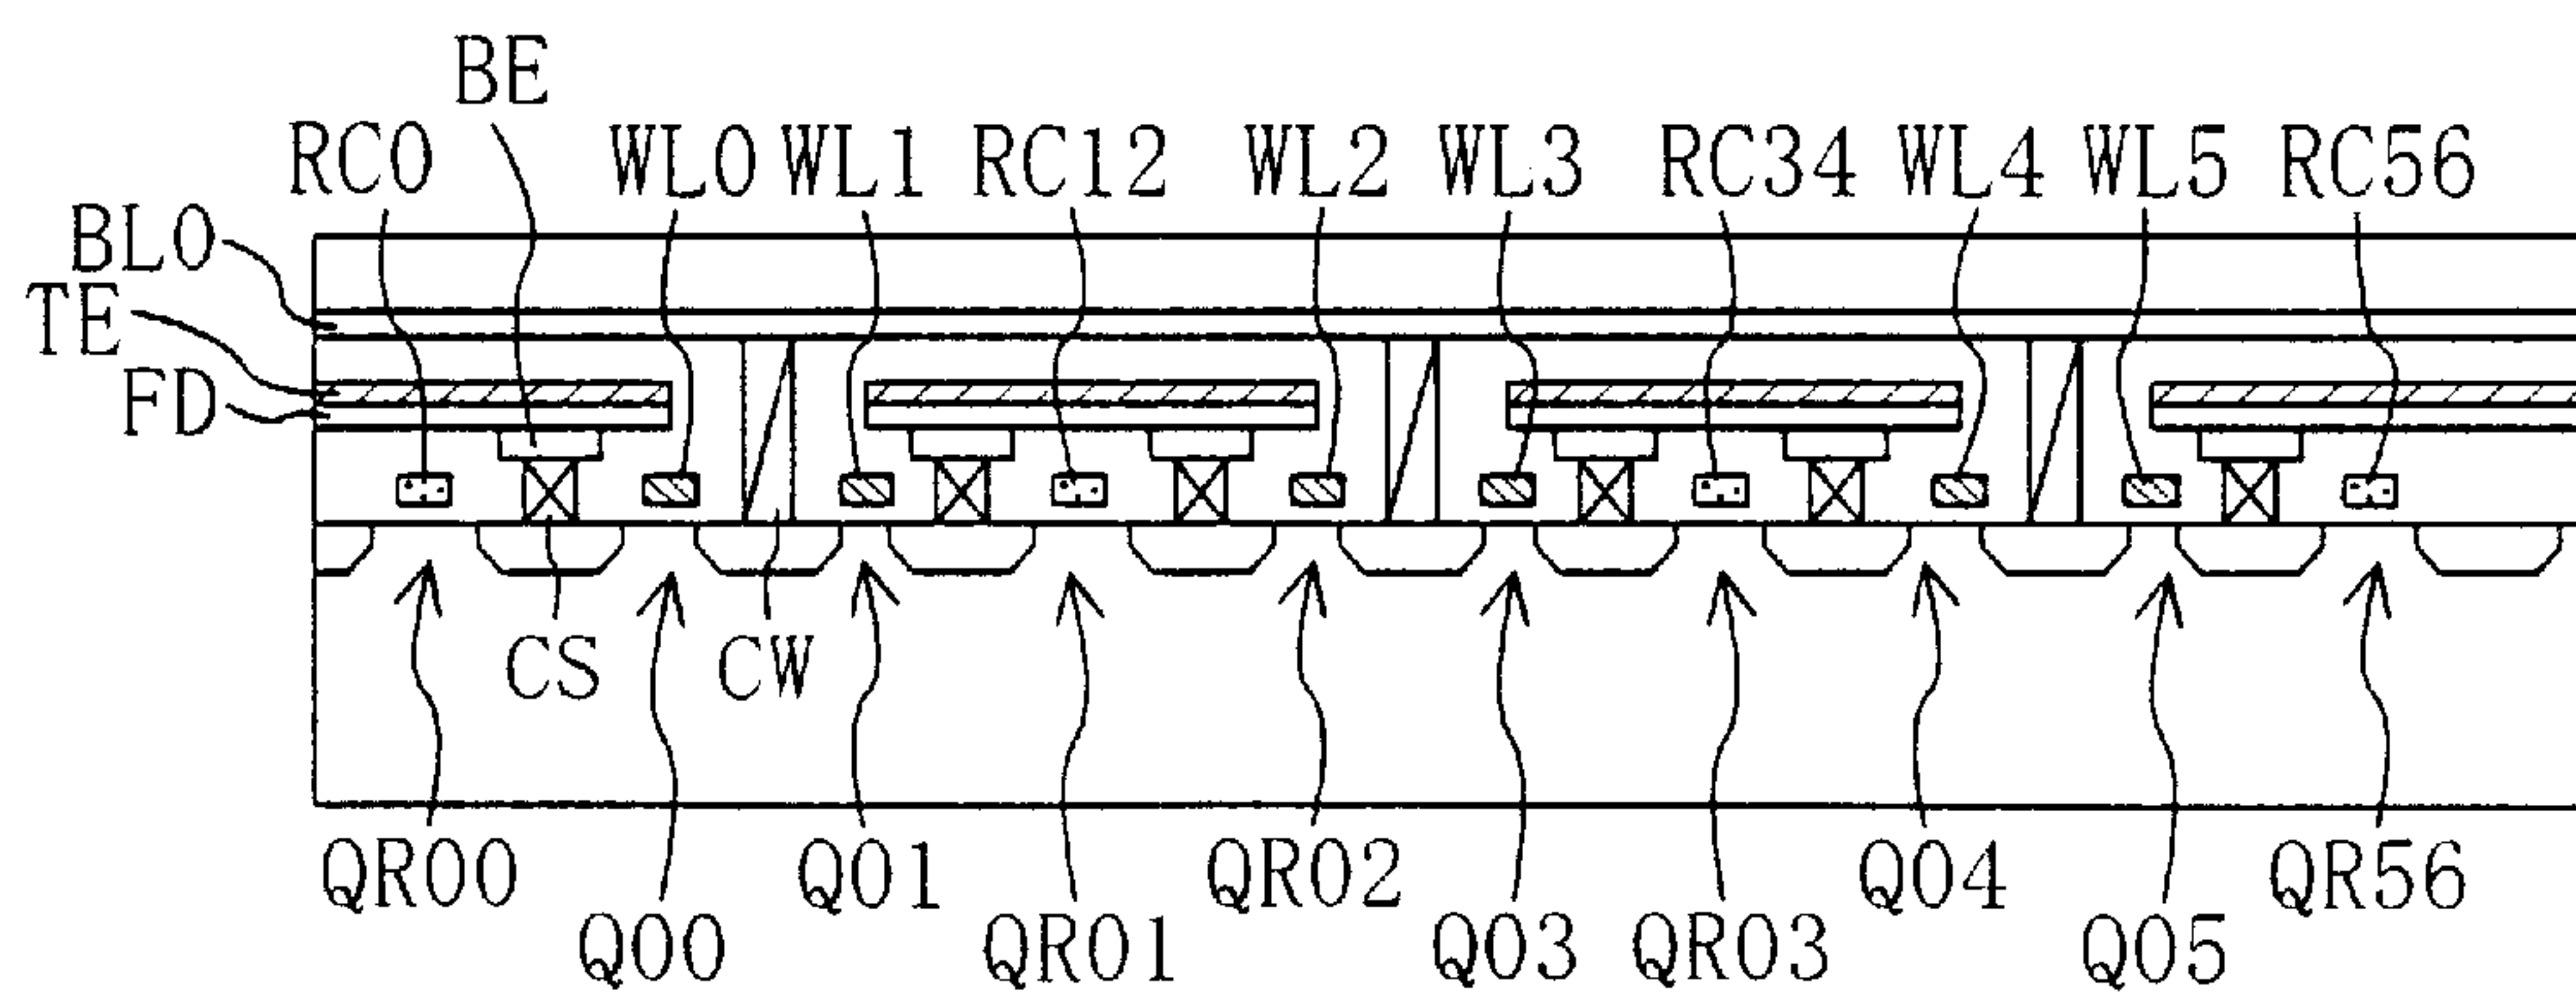 BE
RC0 WL0 WL1 RC12 WL2 WL3 RC34 WL4 WL5 RC56
BL0
TE
FD
CS CW
QR00 Q01 QR02 Q04 QR56
Q00 QR01 Q03 QR03 Q05